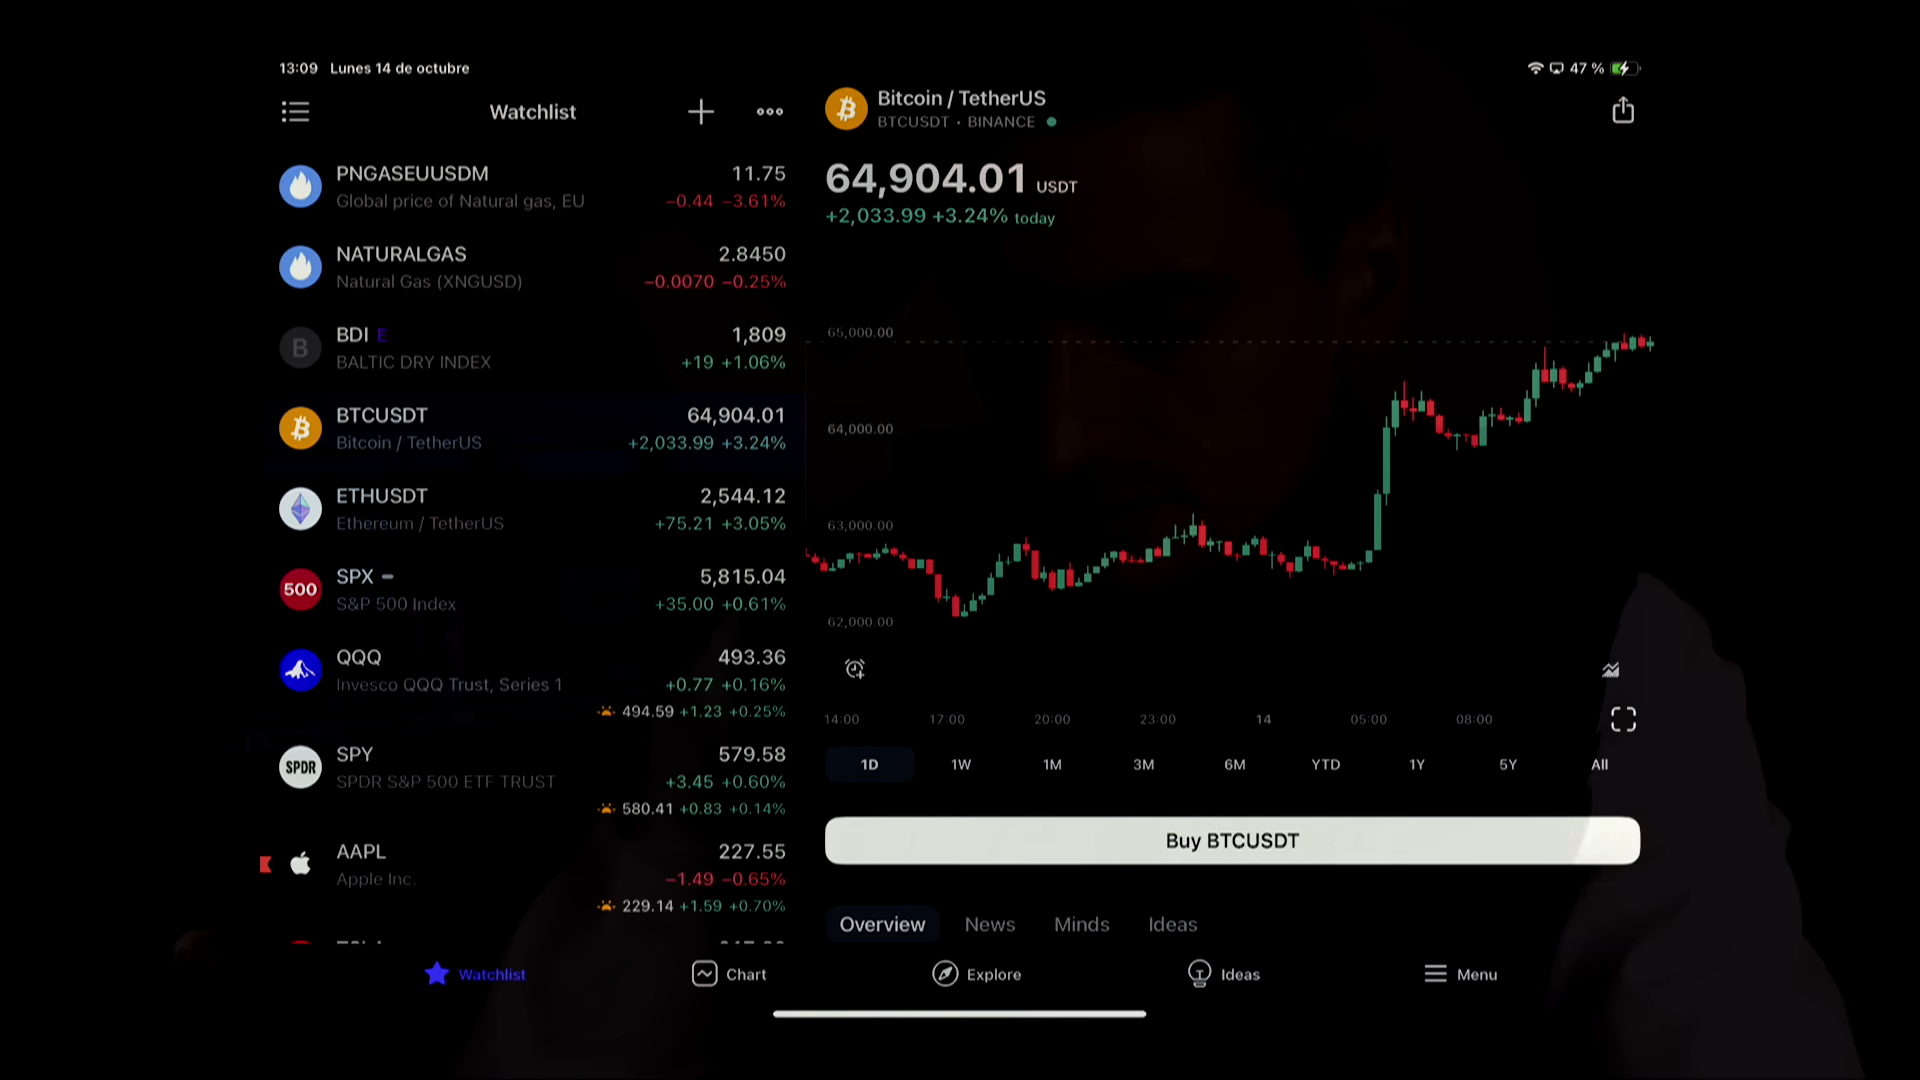 13:09 Lunes 14 de octubre
47 %
Watchlist
PNGASEUUSDM 11.75
Global price of Natural gas, EU −0.44 −3.61%
NATURALGAS 2.8450
Natural Gas (XNGUSD) −0.0070 −0.25%
B BDI E 1,809
BALTIC DRY INDEX +19 +1.06%
BTCUSDT 64,904.01
Bitcoin / TetherUS +2,033.99 +3.24%
ETHUSDT 2,544.12
Ethereum / TetherUS +75.21 +3.05%
500 SPX 5,815.04
S&P 500 Index +35.00 +0.61%
QQQ 493.36
Invesco QQQ Trust, Series 1 +0.77 +0.16%
494.59 +1.23 +0.25%
SPDR SPY 579.58
SPDR S&P 500 ETF TRUST +3.45 +0.60%
580.41 +0.83 +0.14%
AAPL 227.55
Apple Inc. −1.49 −0.65%
229.14 +1.59 +0.70%
Bitcoin / TetherUS
BTCUSDT • BINANCE
64,904.01 USDT
+2,033.99 +3.24% today
65,000.00
64,000.00
63,000.00
62,000.00
14:00 17:00 20:00 23:00 14 05:00 08:00
1D 1W 1M 3M 6M YTD 1Y 5Y All
Buy BTCUSDT
Overview News Minds Ideas
Watchlist Chart Explore Ideas Menu